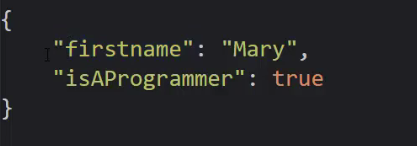 {
"firstname": "Mary",
"isAProgrammer": true
}